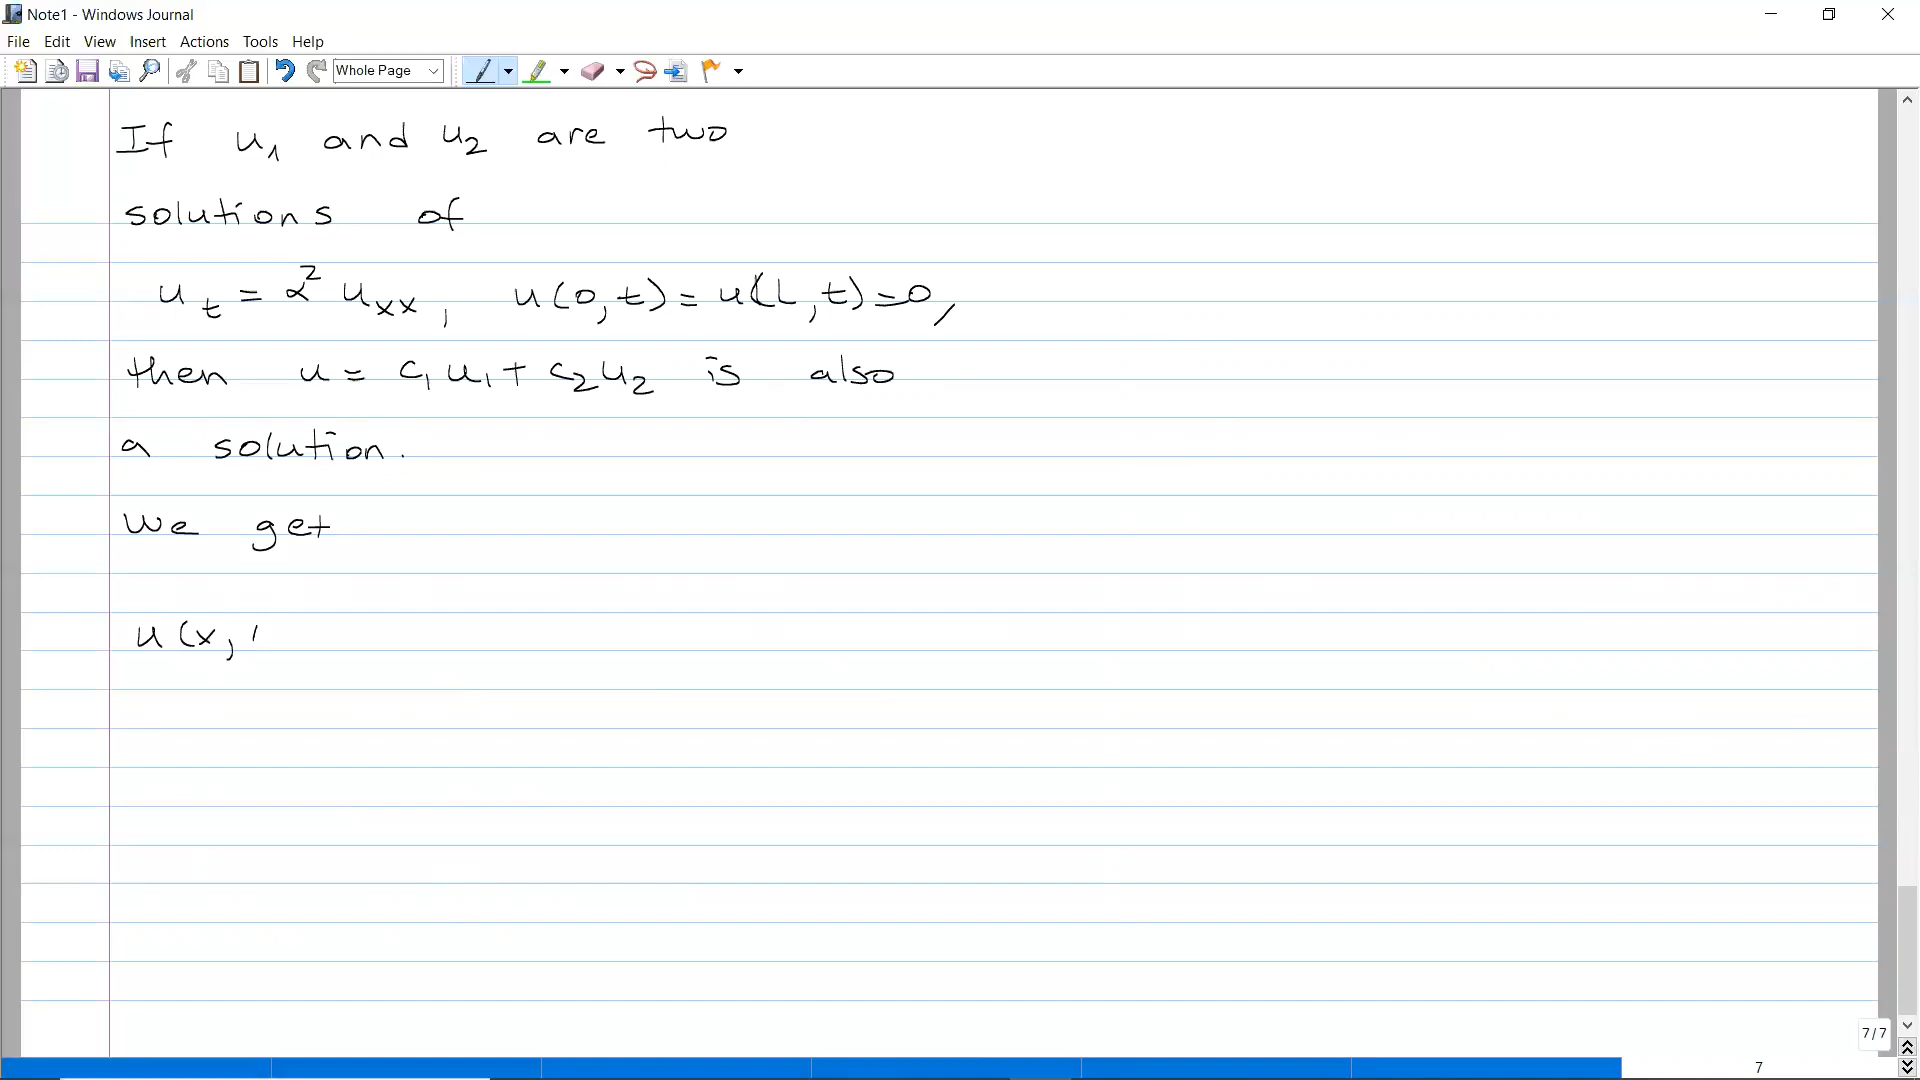 Note1 - Windows Journal
File Edit View Insert Actions Tools Help
Whole Page
If u₁ and u₂ are two
solutions of
u_t = α² u_xx, u(0,t) = u(L,t) = 0,
then u = c₁u₁ + c₂u₂ is also
a solution.
We get
u(x,
7/7
7